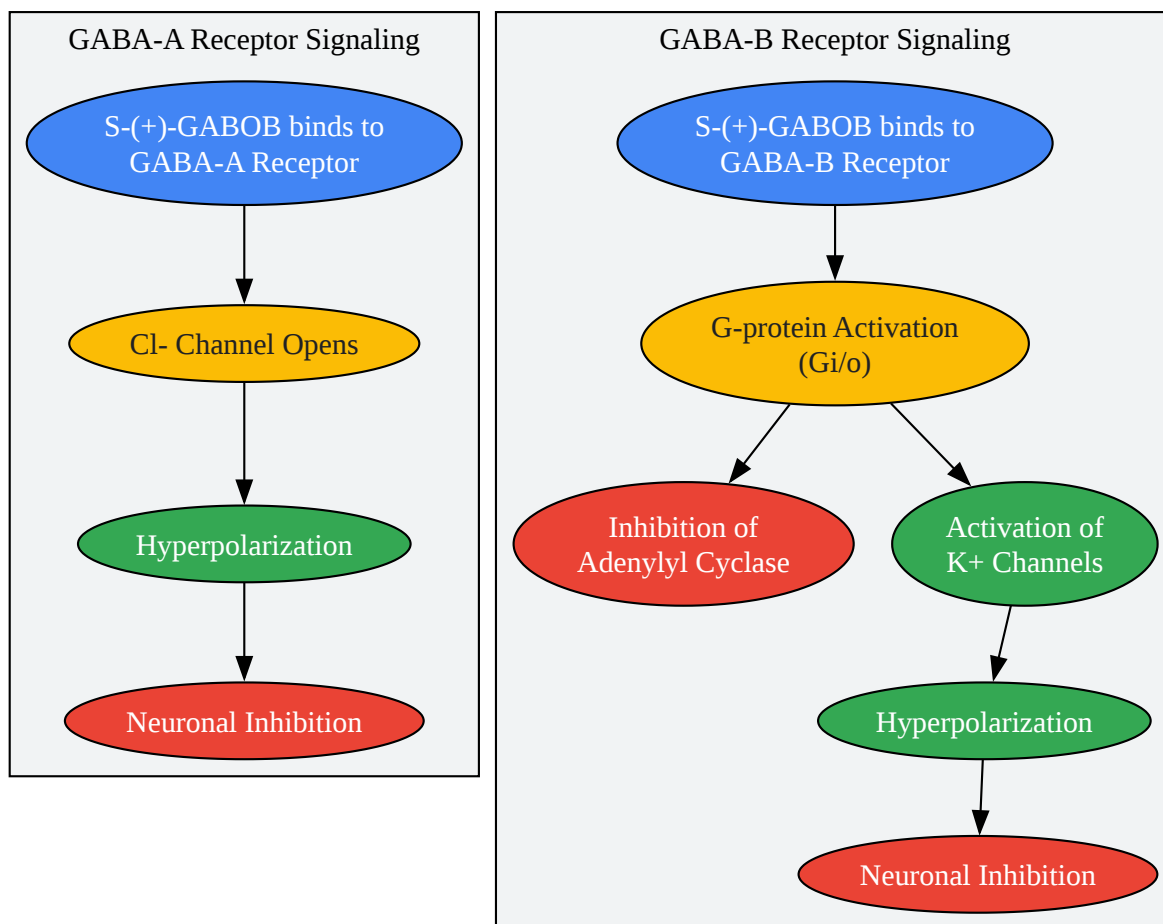 GABA-A Receptor Signaling
S-(+)-GABOB binds to
GABA-A Receptor
Cl- Channel Opens
Hyperpolarization
Neuronal Inhibition
GABA-B Receptor Signaling
S-(+)-GABOB binds to
GABA-B Receptor
G-protein Activation
(Gi/o)
Inhibition of
Adenylyl Cyclase
Activation of
K+ Channels
Hyperpolarization
Neuronal Inhibition